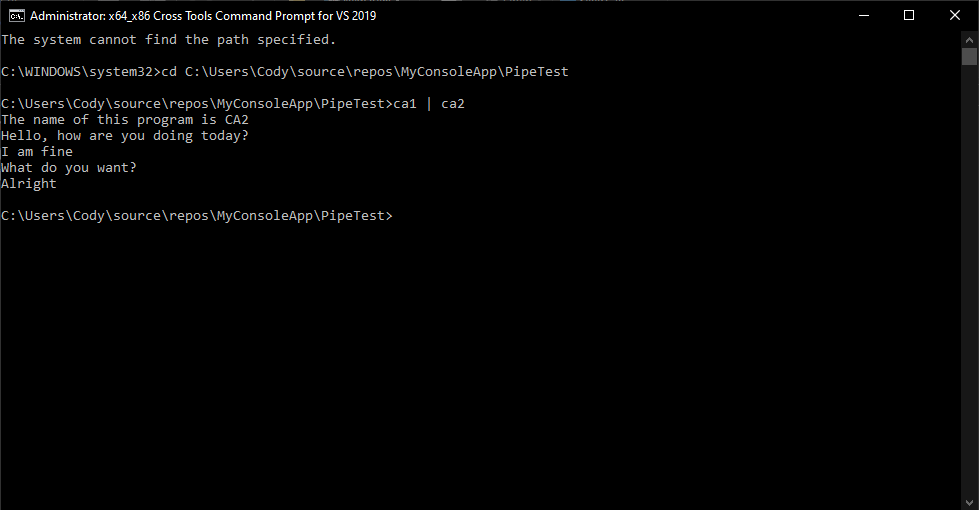 Administrator: x64_x86 Cross Tools Command Prompt for VS 2019
The system cannot find the path specified.
C:\WINDOWS\system32>cd C:\Users\Cody\source\repos\MyConsoleApp\PipeTest
C:\Users\Cody\source\repos\MyConsoleApp\PipeTest>ca1 | ca2
The name of this program is CA2
Hello, how are you doing today?
I am fine
What do you want?
Alright
C:\Users\Cody\source\repos\MyConsoleApp\PipeTest>